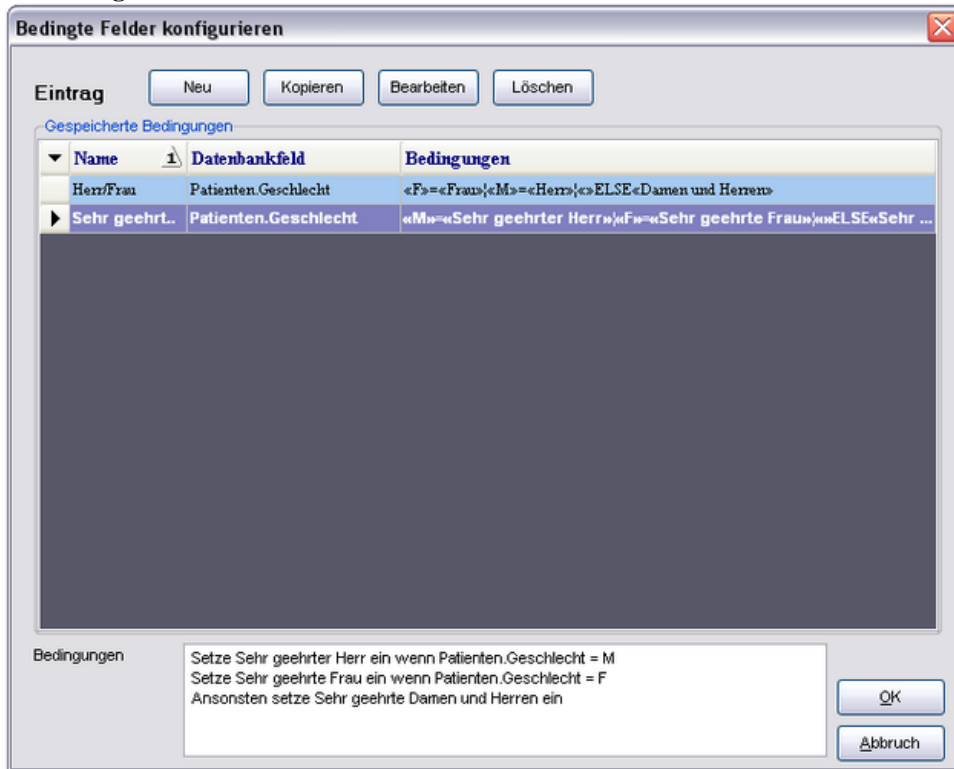 Bedingte Felder konfigurieren
Eintrag Neu Kopieren Bearbeiten Löschen
Gespeicherte Bedingungen
Name 1 Datenbankfeld Bedingungen
Herr/Frau Patienten.Geschlecht «F»=«Frau»¦«M»=«Herr»¦«»ELSE«Damen und Herren»
Sehr geehrt.. Patienten.Geschlecht «M»=«Sehr geehrter Herr»¦«F»=«Sehr geehrte Frau»¦«»ELSE«Sehr ...
Bedingungen
Setze Sehr geehrter Herr ein wenn Patienten.Geschlecht = M
Setze Sehr geehrte Frau ein wenn Patienten.Geschlecht = F
Ansonsten setze Sehr geehrte Damen und Herren ein
OK
Abbruch